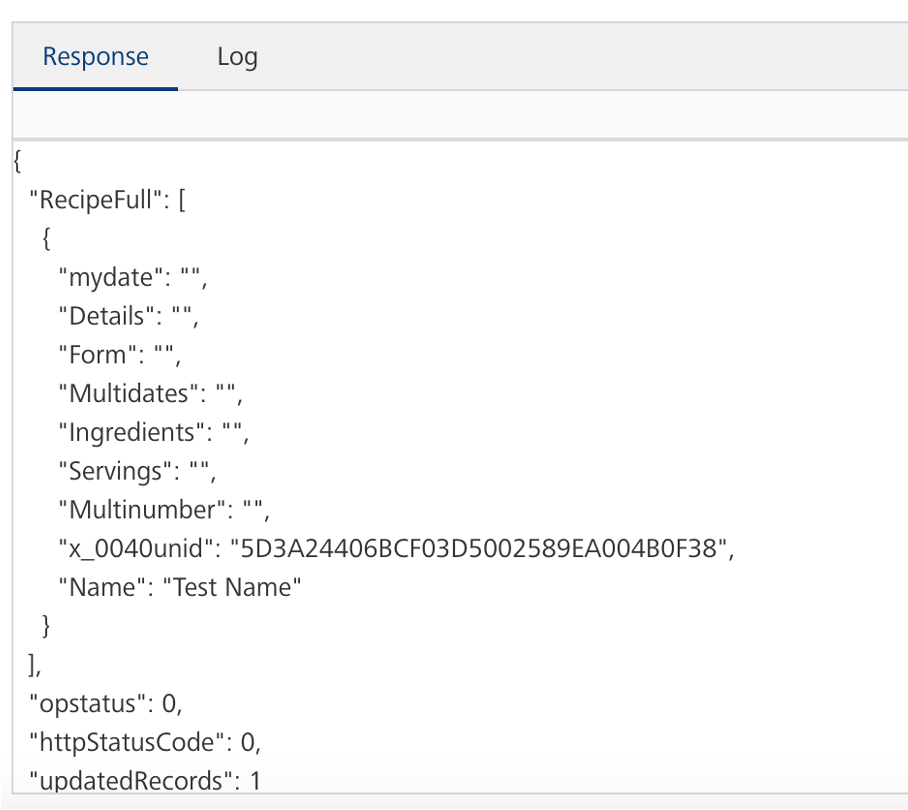 Response Log
{
"RecipeFull": [
{
"mydate": "",
"Details": "",
"Form": "",
"Multidates": "",
"Ingredients": "",
"Servings": "",
"Multinumber": "",
"x_0040unid": "5D3A24406BCF03D5002589EA004B0F38",
"Name": "Test Name"
}
],
"opstatus": 0,
"httpStatusCode": 0,
"updatedRecords": 1